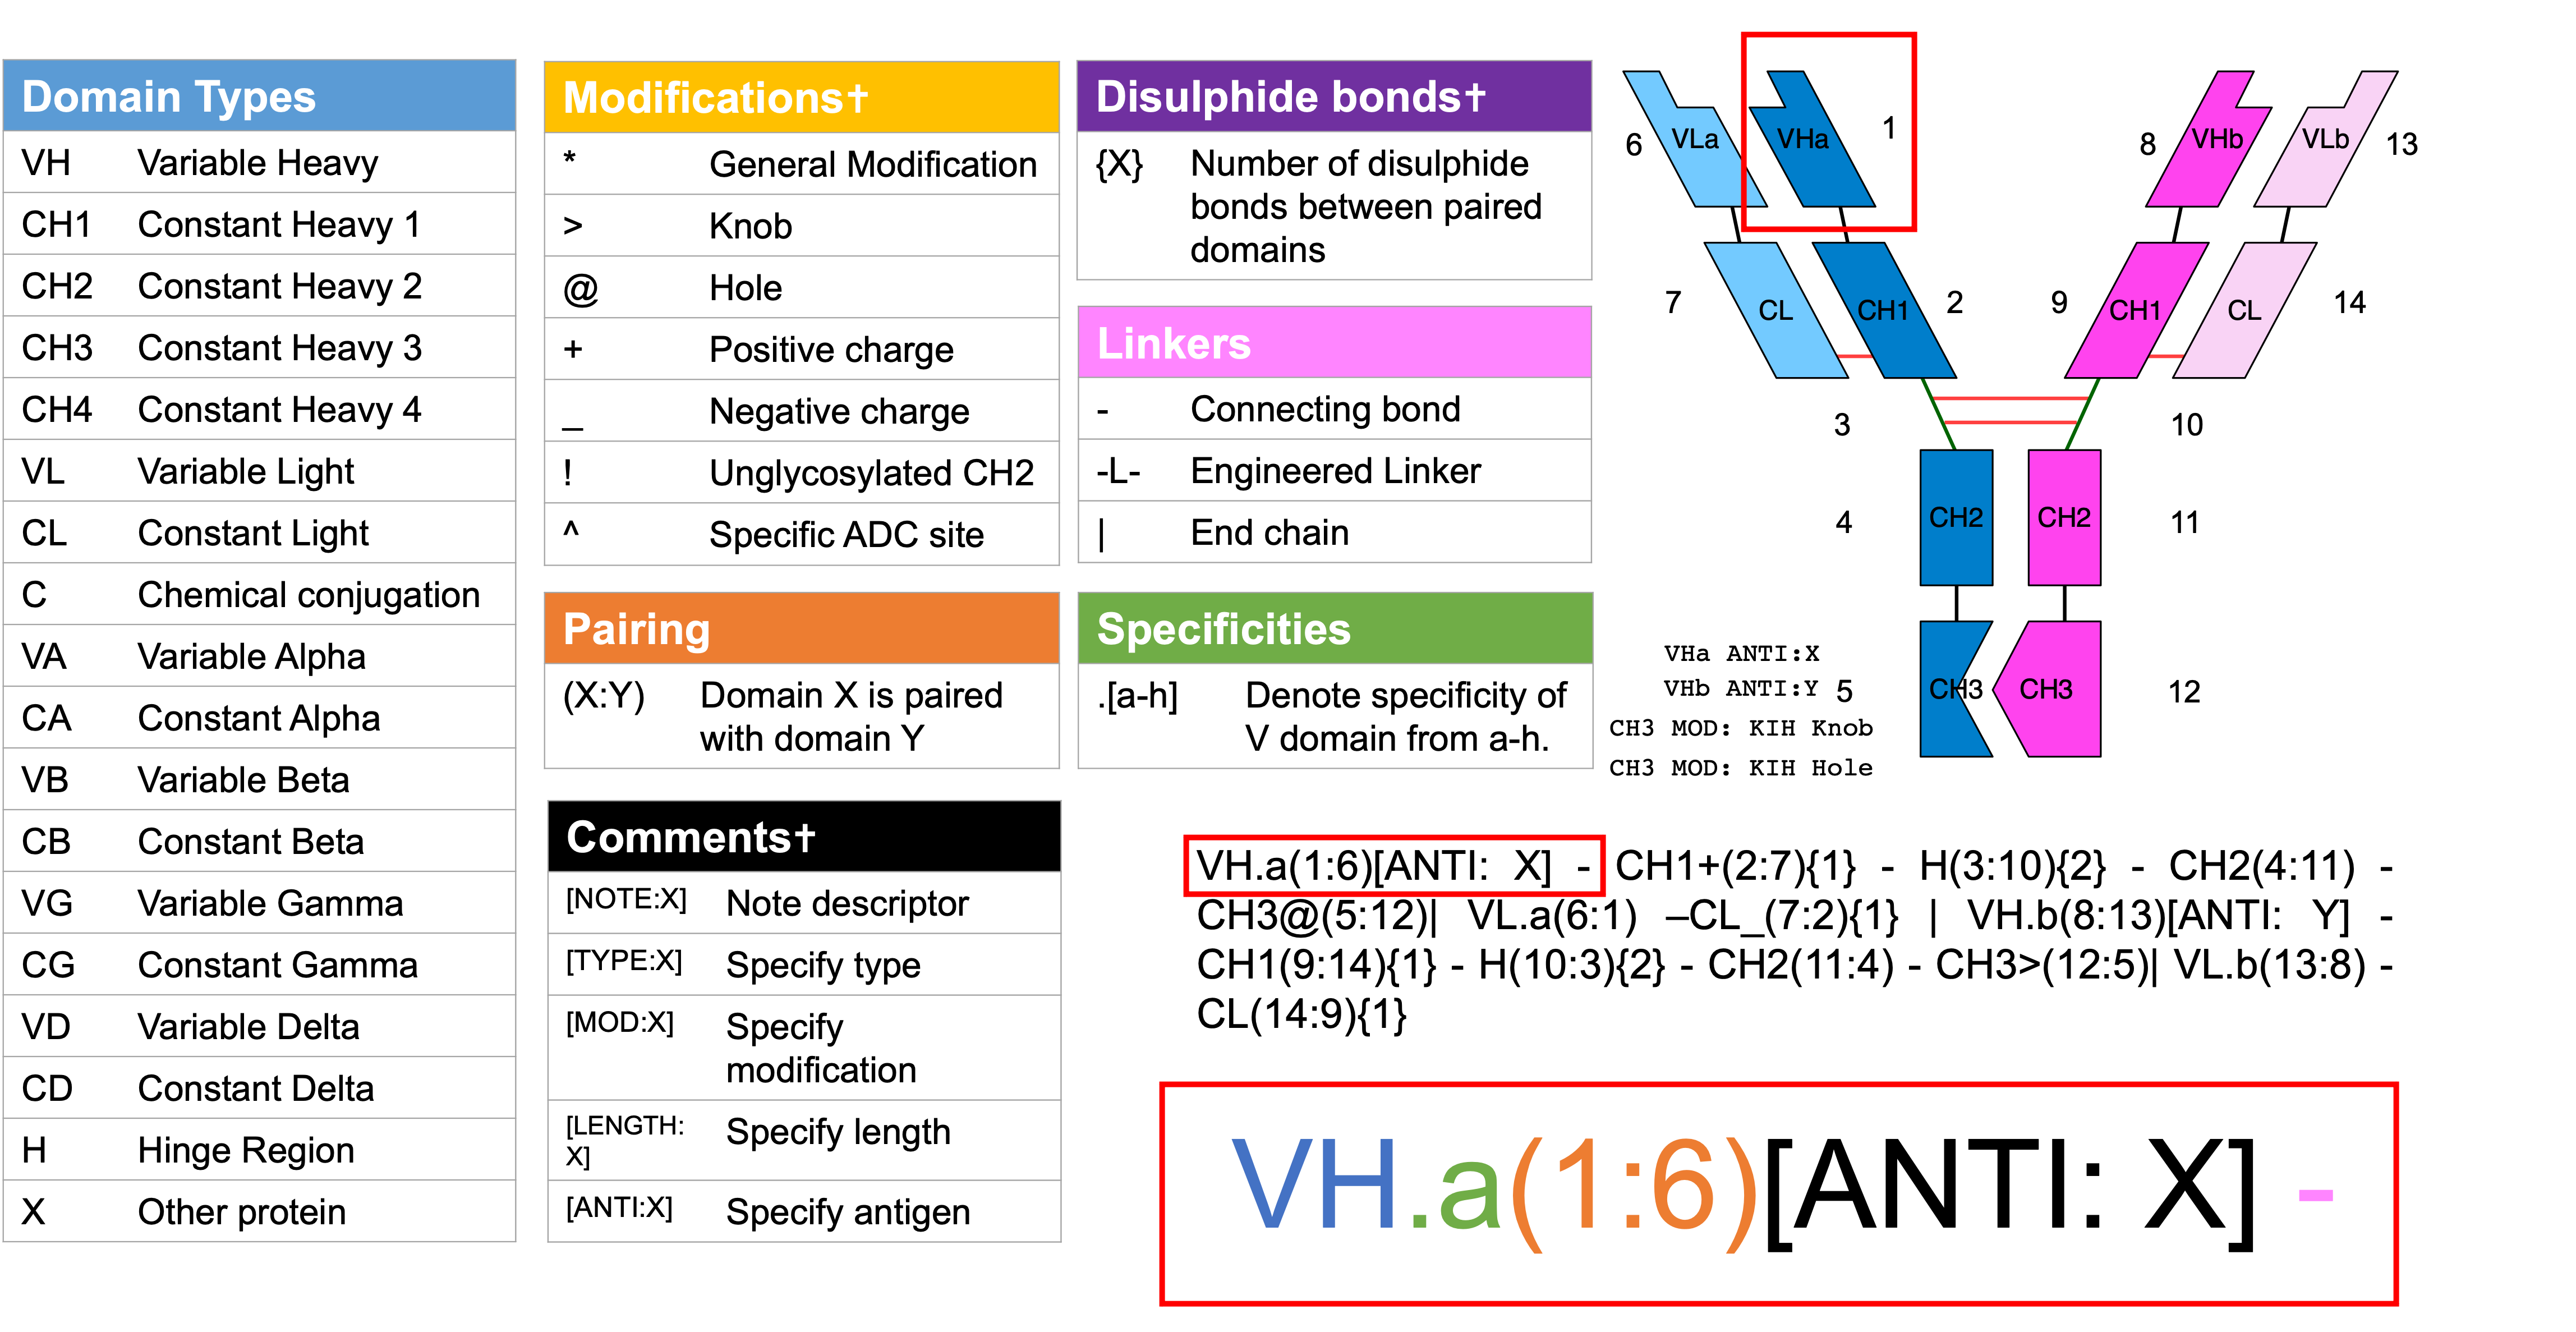 Domain Types
VH Variable Heavy
CH1 Constant Heavy 1
CH2 Constant Heavy 2
CH3 Constant Heavy 3
CH4 Constant Heavy 4
VL Variable Light
CL Constant Light
C Chemical conjugation
VA Variable Alpha
CA Constant Alpha
VB Variable Beta
CB Constant Beta
VG Variable Gamma
CG Constant Gamma
VD Variable Delta
CD Constant Delta
H Hinge Region
X Other protein
Modifications†
* General Modification
> Knob
@ Hole
+ Positive charge
_ Negative charge
! Unglycosylated CH2
^ Specific ADC site
Pairing
(X:Y) Domain X is paired
with domain Y
Comments†
[NOTE:X] Note descriptor
[TYPE:X] Specify type
[MOD:X] Specify
modification
[LENGTH: Specify length
X]
[ANTI:X] Specify antigen
Disulphide bonds†
{X} Number of disulphide
bonds between paired
domains
Linkers
- Connecting bond
-L- Engineered Linker
| End chain
Specificities
.[a-h] Denote specificity of
V domain from a-h.
6 VLa VHa 1 8 VHb VLb 13
7 CL CH1 2 9 CH1 CL 14
3 10
4 CH2 CH2 11
VHa ANTI:X
VHb ANTI:Y 5 CH3 CH3 12
CH3 MOD: KIH Knob
CH3 MOD: KIH Hole
VH.a(1:6)[ANTI: X] - CH1+(2:7){1} - H(3:10){2} - CH2(4:11) -
CH3@(5:12)| VL.a(6:1) –CL_(7:2){1} | VH.b(8:13)[ANTI: Y] -
CH1(9:14){1} - H(10:3){2} - CH2(11:4) - CH3>(12:5)| VL.b(13:8) -
CL(14:9){1}
VH.a(1:6)[ANTI: X] -